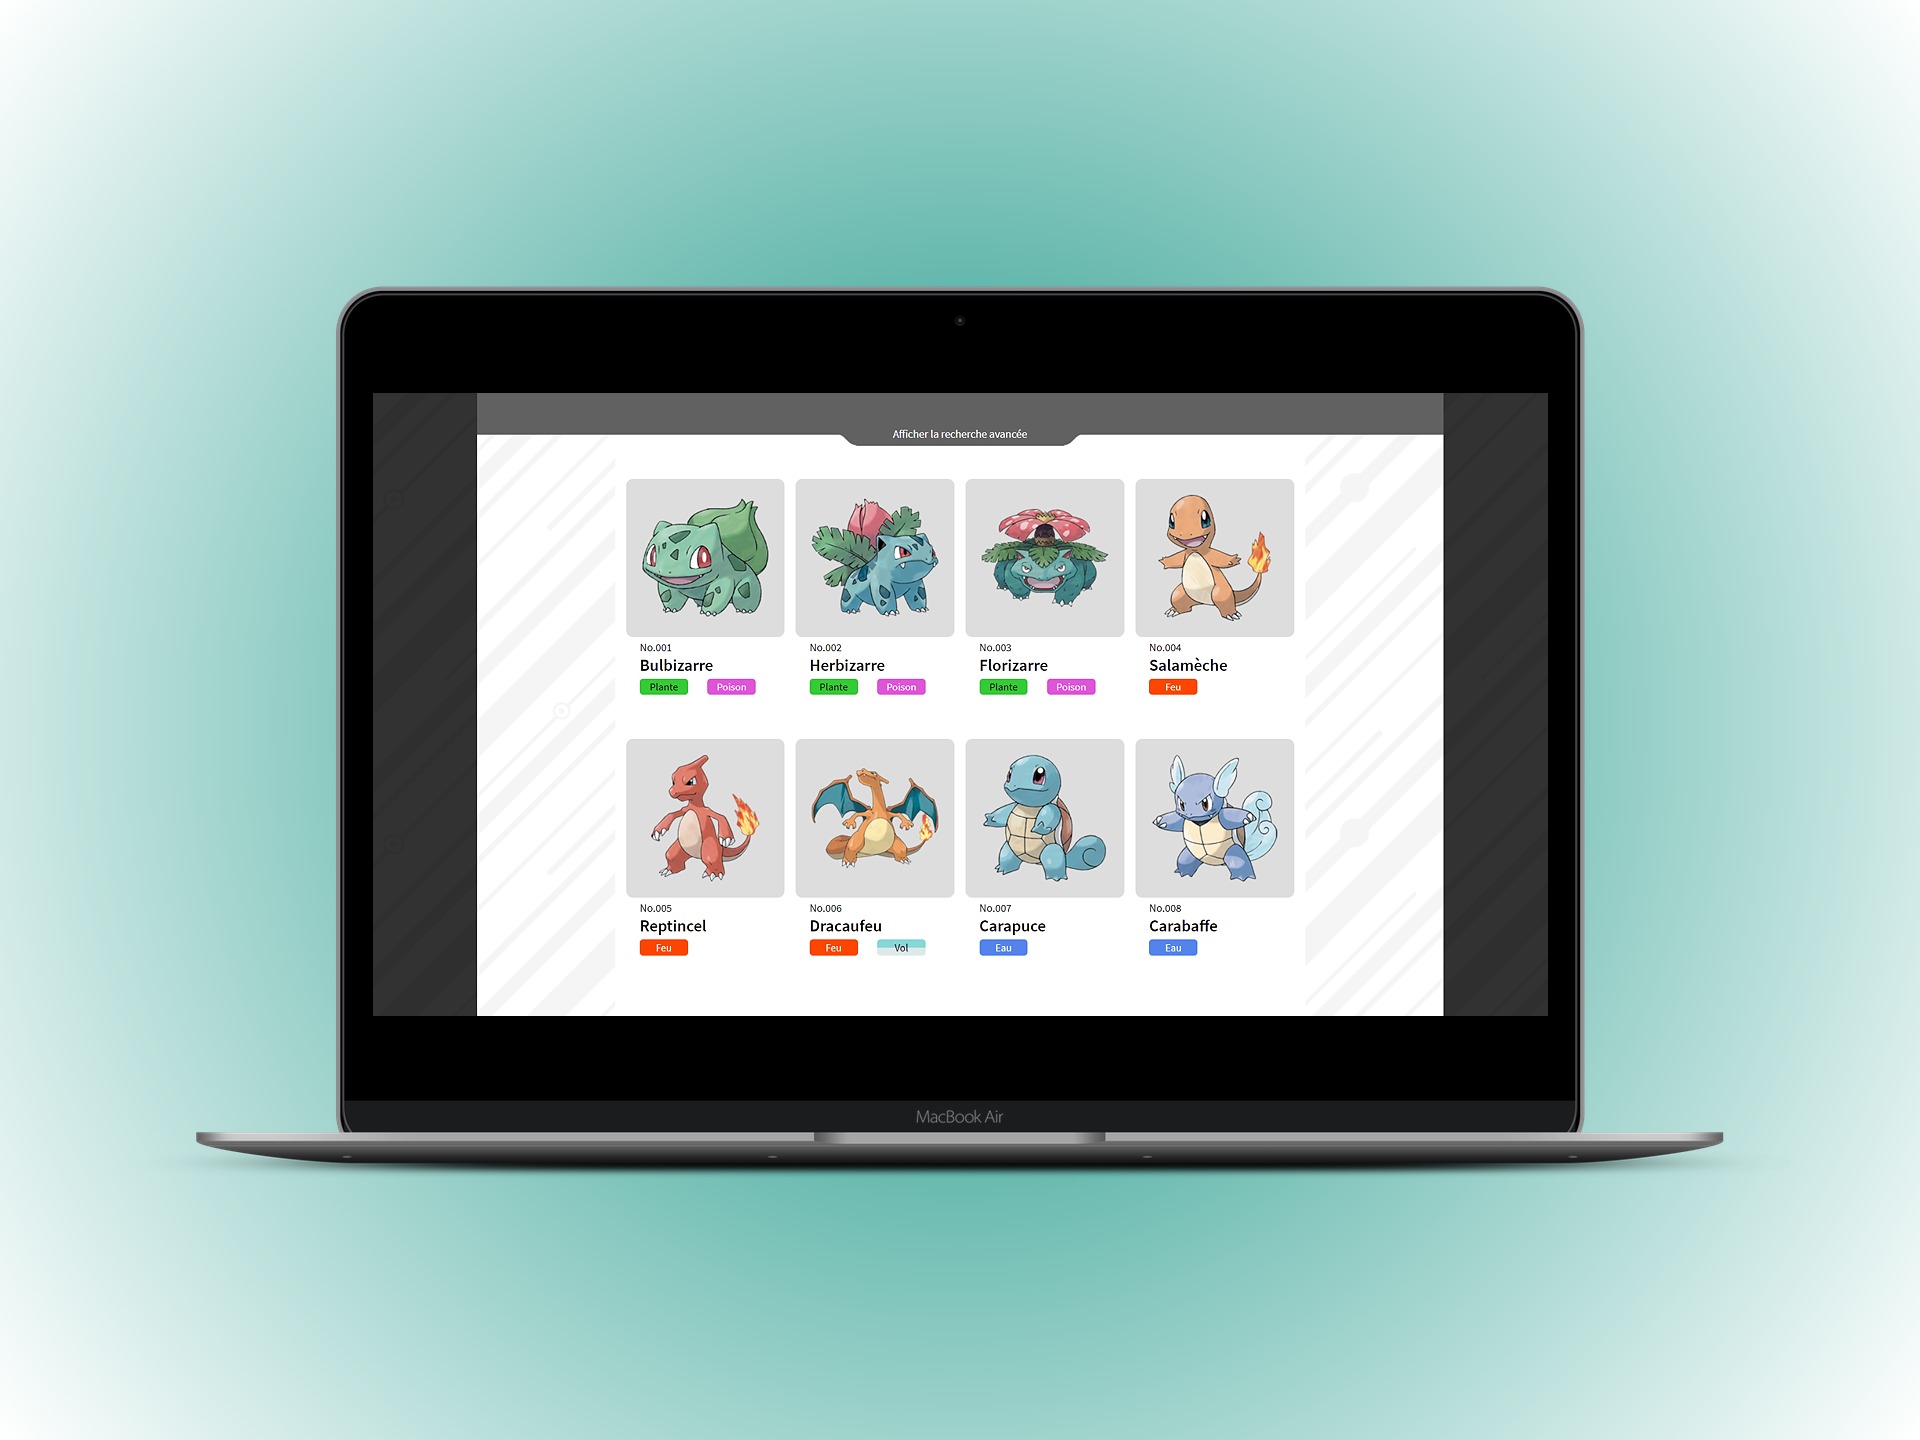 Afficher la recherche avancée
No.001
Bulbizarre
Plante Poison
No.002
Herbizarre
Plante Poison
No.003
Florizarre
Plante Poison
No.004
Salamèche
Feu
No.005
Reptincel
Feu
No.006
Dracaufeu
Feu Vol
No.007
Carapuce
Eau
No.008
Carabaffe
Eau
MacBook Air